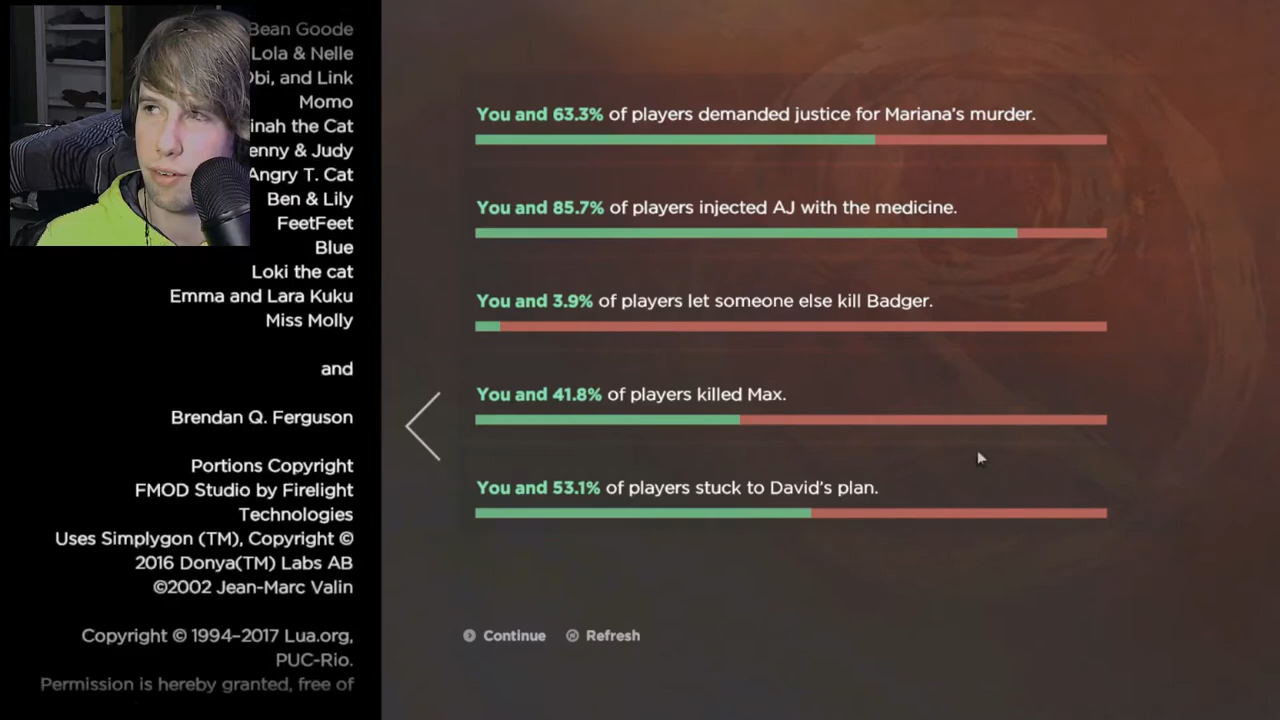 Bean Goode
Lola & Nelle
Obi, and Link
Momo
inah the Cat
enny & Judy
Angry T. Cat
Ben & Lily
FeetFeet
Blue
Loki the cat
Emma and Lara Kuku
Miss Molly
and
Brendan Q. Ferguson
Portions Copyright
FMOD Studio by Firelight
Technologies
Uses Simplygon (TM), Copyright ©
2016 Donya(TM) Labs AB
©2002 Jean-Marc Valin
Copyright © 1994–2017 Lua.org,
PUC-Rio.
Permission is hereby granted, free of
You and 63.3% of players demanded justice for Mariana's murder.
You and 85.7% of players injected AJ with the medicine.
You and 3.9% of players let someone else kill Badger.
You and 41.8% of players killed Max.
You and 53.1% of players stuck to David's plan.
Continue Refresh